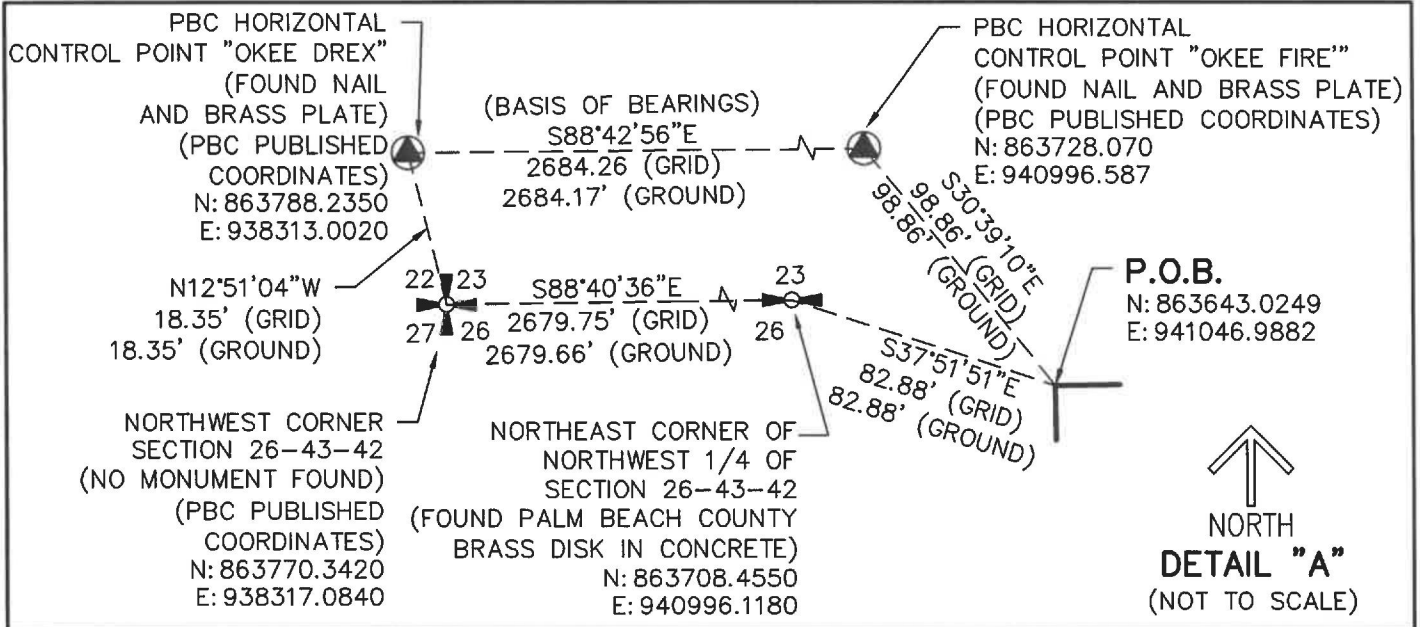 PBC HORIZONTAL
CONTROL POINT "OKEE DREX"
(FOUND NAIL
AND BRASS PLATE)
(PBC PUBLISHED
COORDINATES)
N: 863788.2350
E: 938313.0020
(BASIS OF BEARINGS)
S88°42'56"E
2684.26 (GRID)
2684.17' (GROUND)
PBC HORIZONTAL
CONTROL POINT "OKEE FIRE'"
(FOUND NAIL AND BRASS PLATE)
(PBC PUBLISHED COORDINATES)
N: 863728.070
E: 940996.587
S30°39'10"E
98.86' (GRID)
98.86' (GROUND)
P.O.B.
N: 863643.0249
E: 941046.9882
N12°51'04"W
18.35' (GRID)
18.35' (GROUND)
22 23
27 26
S88°40'36"E
2679.75' (GRID)
2679.66' (GROUND)
23
26
S37°51'51"E
82.88' (GRID)
82.88' (GROUND)
NORTHWEST CORNER
SECTION 26-43-42
(NO MONUMENT FOUND)
(PBC PUBLISHED
COORDINATES)
N: 863770.3420
E: 938317.0840
NORTHEAST CORNER OF
NORTHWEST 1/4 OF
SECTION 26-43-42
(FOUND PALM BEACH COUNTY
BRASS DISK IN CONCRETE)
N: 863708.4550
E: 940996.1180
NORTH
DETAIL "A"
(NOT TO SCALE)